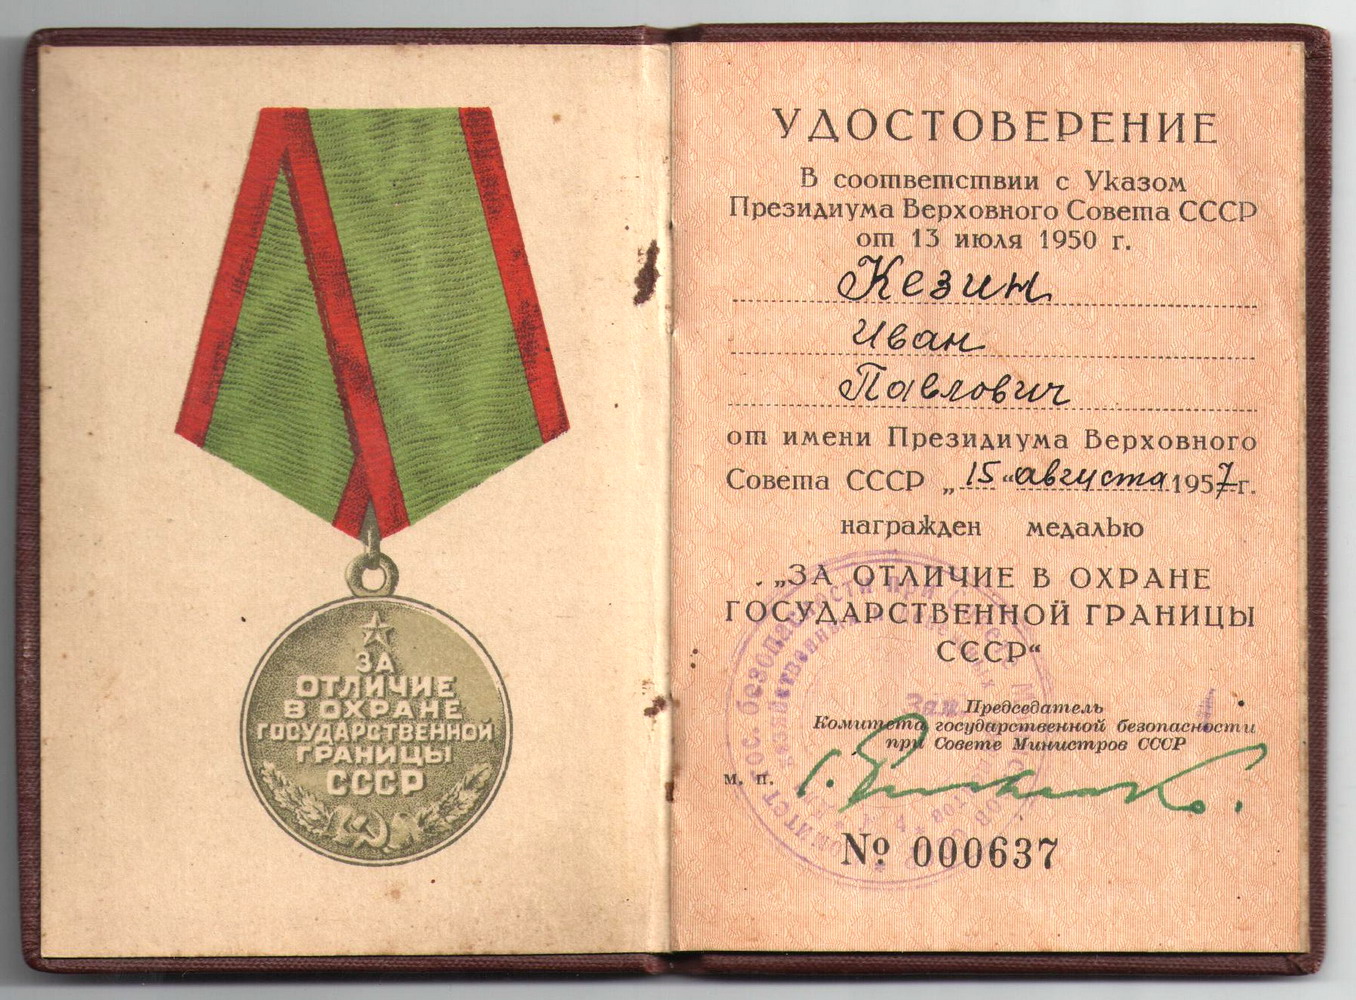 ЗА
ОТЛИЧИЕ
В ОХРАНЕ
ГОСУДАРСТВЕННОЙ
ГРАНИЦЫ
СССР
УДОСТОВЕРЕНИЕ
В соответствии с Указом
Президиума Верховного Совета СССР
от 13 июля 1950 г.
Кезин
Иван
Павлович
от имени Президиума Верховного
Совета СССР „15“ августа 1957 г.
награжден медалью
„ЗА ОТЛИЧИЕ В ОХРАНЕ
ГОСУДАРСТВЕННОЙ ГРАНИЦЫ
СССР“
Зам.
Председатель
Комитета государственной безопасности
при Совете Министров СССР
м. п.
№ 000637